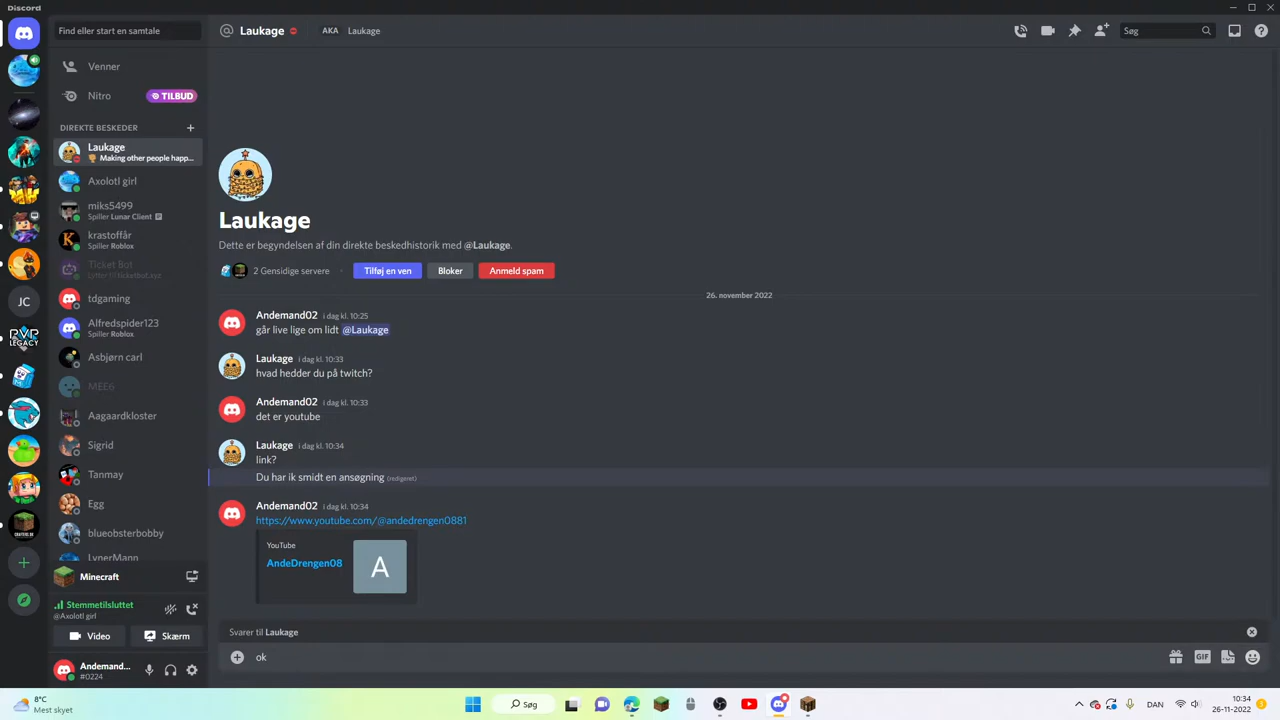 Discord
Find eller start en samtale
Laukage
AKA
Laukage
Søg
Venner
Nitro
TILBUD
DIREKTE BESKEDER
Laukage
Making other people happ...
Axolotl girl
miks5499
Spiller Lunar Client
krastoffår
Spiller Roblox
Ticket Bot
tdgaming
Alfredspider123
Spiller Roblox
Asbjørn carl
MEE6
Aagaardkloster
Sigrid
Tanmay
Egg
blueobsterbobby
LynerMann
JC
PVP
LEGACY
Minecraft
Stemmetilsluttet
@Axolotl girl
Video
Skærm
Andemand...
#0224
Laukage
Dette er begyndelsen af din direkte beskedhistorik med @Laukage.
2 Gensidige servere
Tilføj en ven
Bloker
Anmeld spam
26. november 2022
Andemand02 i dag kl. 10:25
går live lige om lidt @Laukage
Laukage i dag kl. 10:33
hvad hedder du på twitch?
Andemand02 i dag kl. 10:33
det er youtube
Laukage i dag kl. 10:34
link?
Du har ik smidt en ansøgning (redigeret)
Andemand02 i dag kl. 10:34
https://www.youtube.com/@andedrengen0881
YouTube
AndeDrengen08
A
Svarer til Laukage
ok
GIF
8°C
Mest skyet
Søg
DAN
10:34
26-11-2022